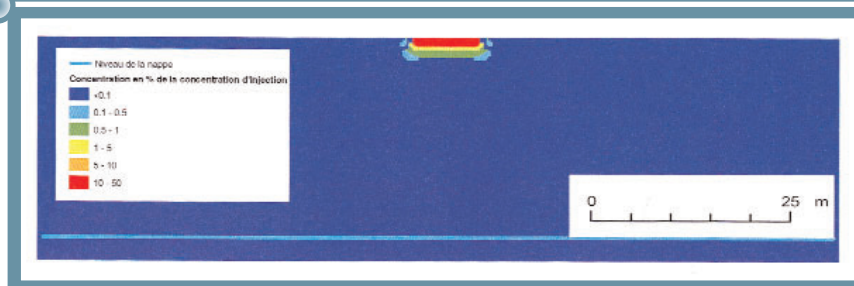 Niveau de la nappe
Concentration en % de la concentration d'injection
<0.1
0.1 - 0.5
0.5 - 1
1 - 5
5 - 10
10 - 50
0 25 m